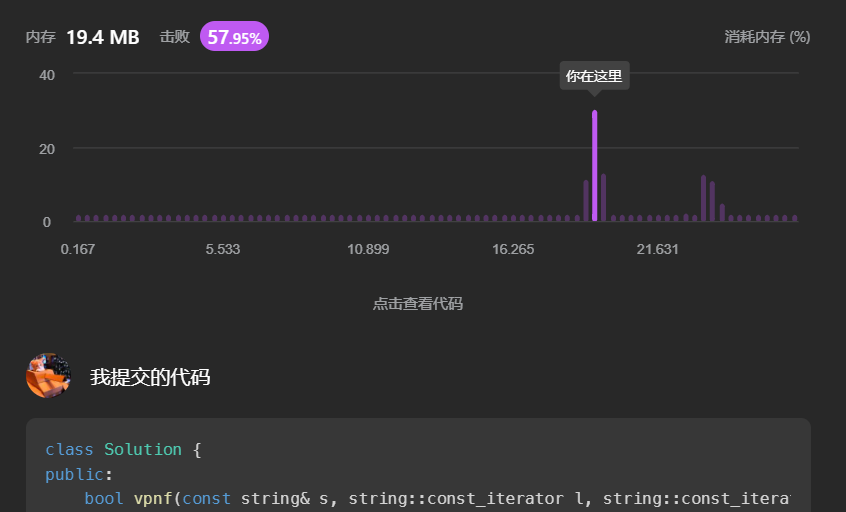 内存 19.4 MB 击败 57.95% 消耗内存 (%)
你在这里
40
20
0
0.167 5.533 10.899 16.265 21.631
点击查看代码
我提交的代码
class Solution {
public:
bool vpnf(const string& s, string::const_iterator l, string::const_iterat